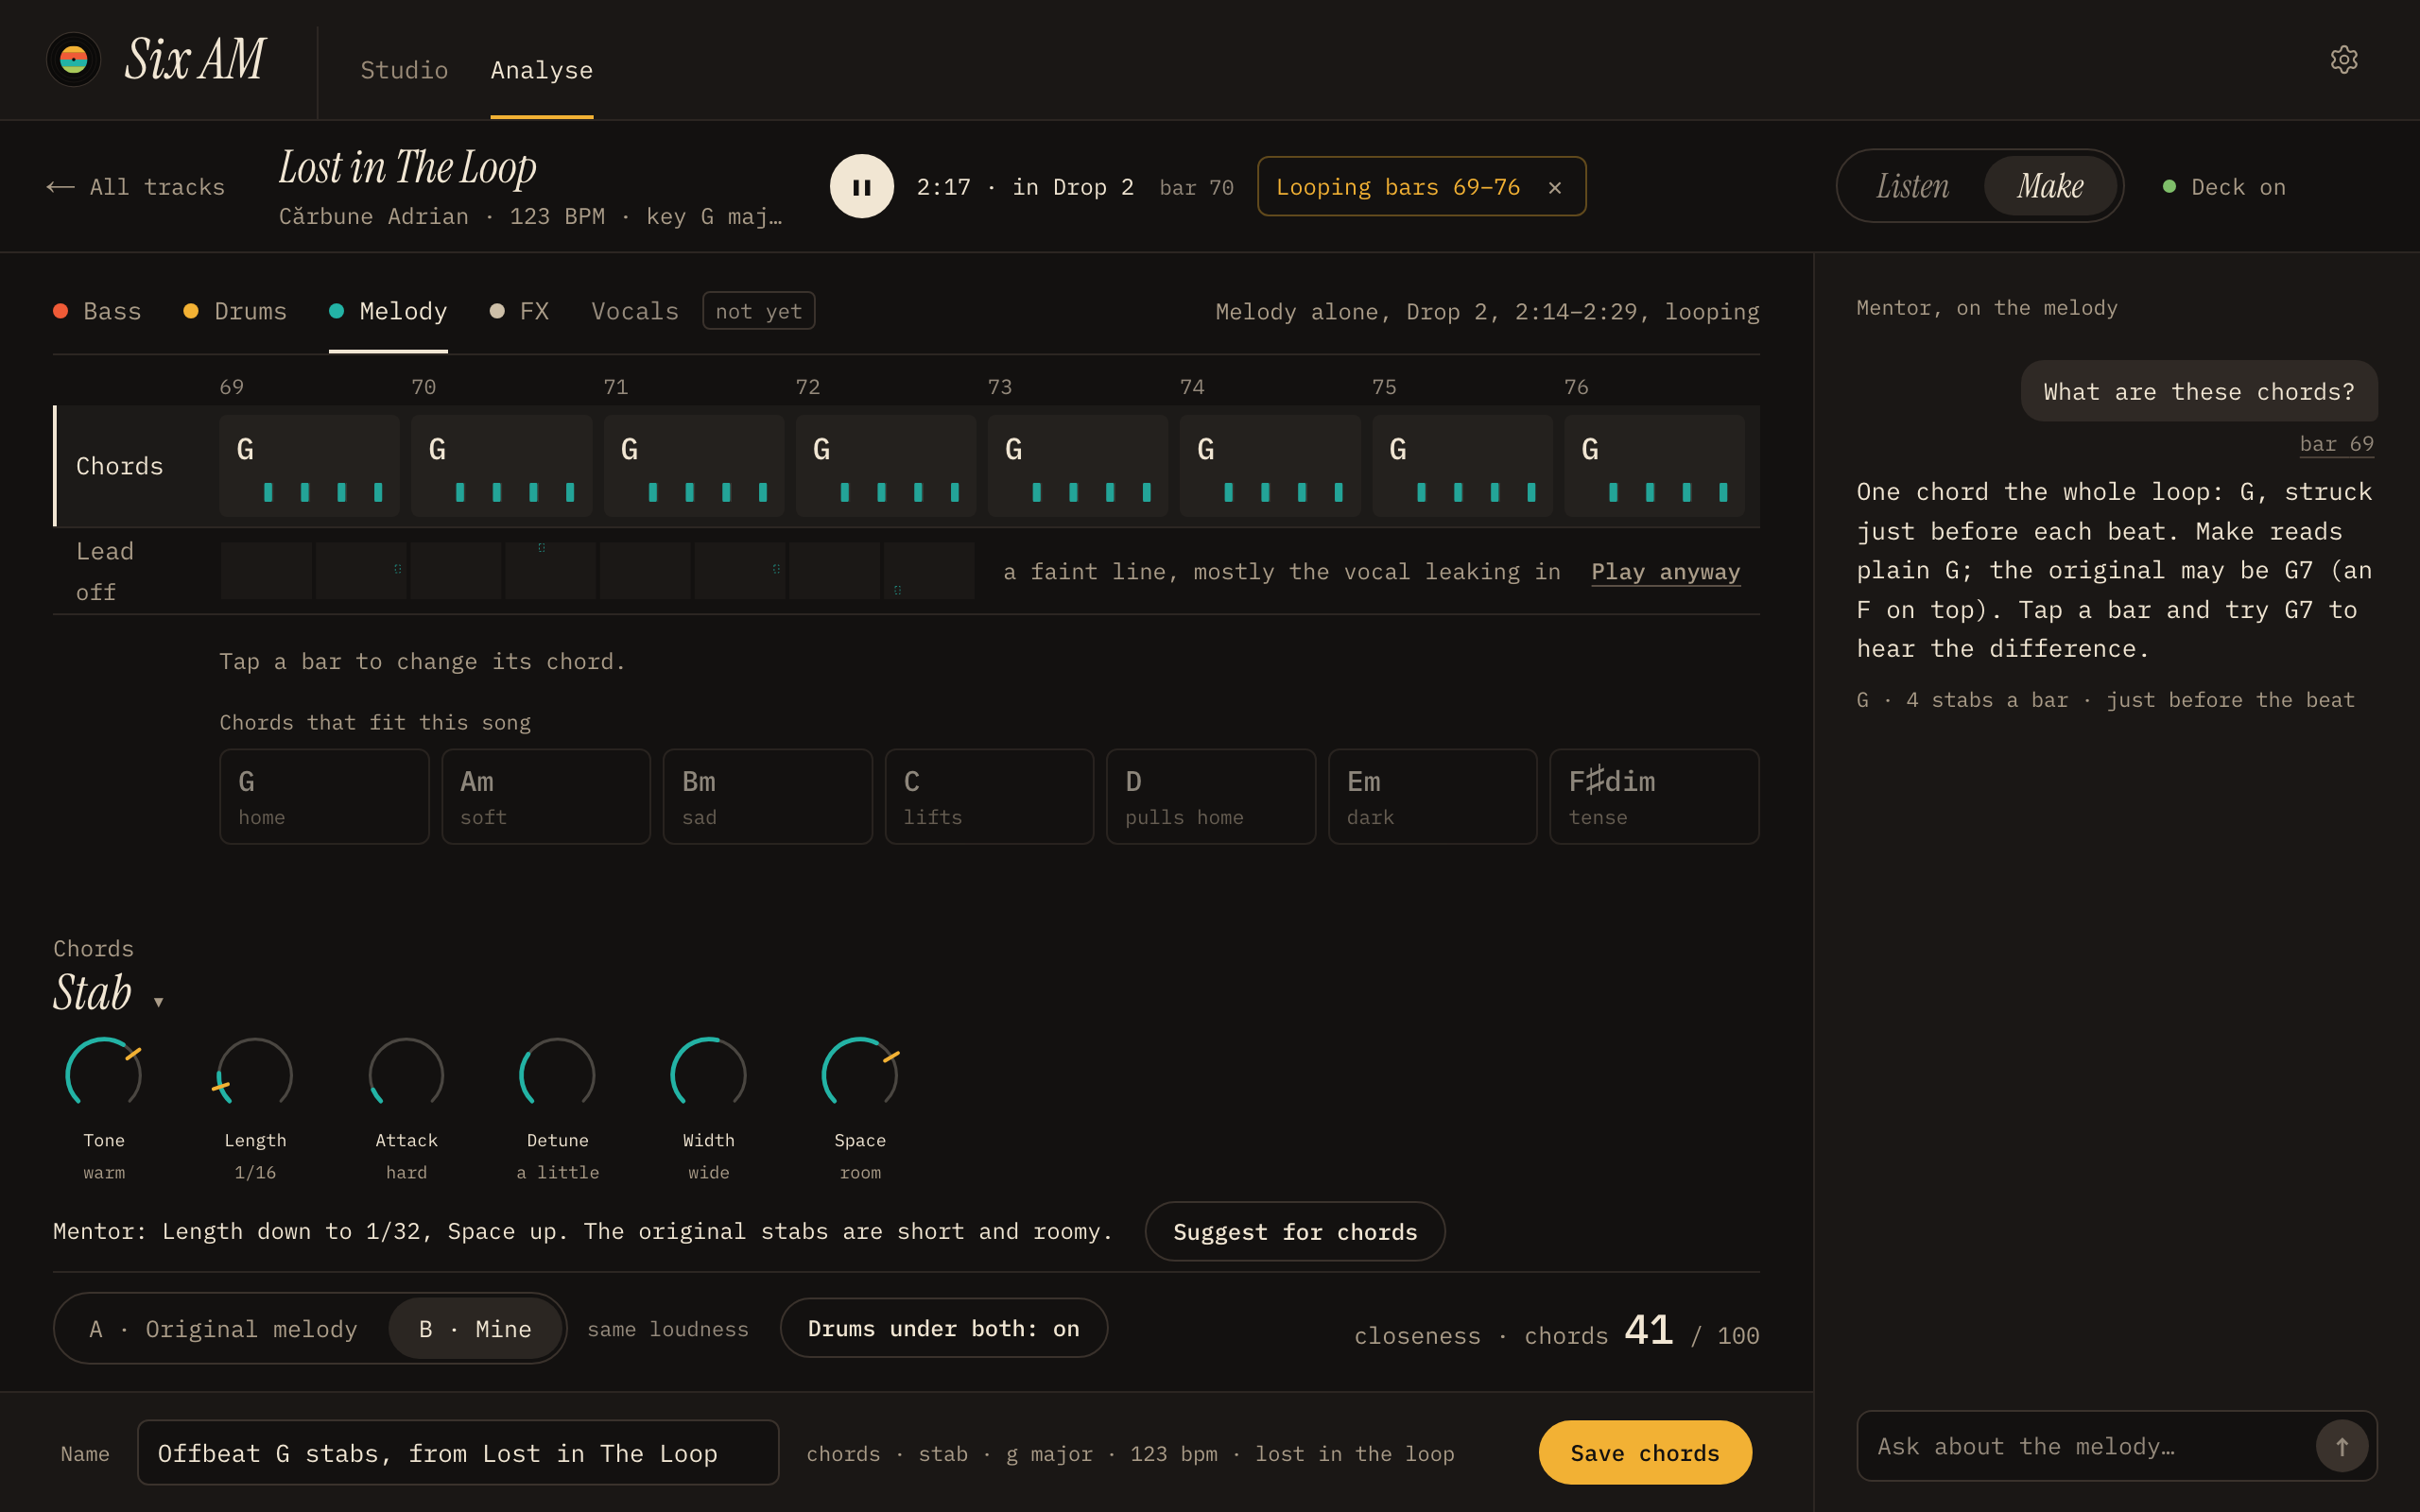 Six AM
Studio
Analyse
← All tracks
Lost in The Loop
Cărbune Adrian · 123 BPM · key G maj…
2:17 · in Drop 2
bar 70
Looping bars 69–76 ×
Listen
Make
Deck on
Bass
Drums
Melody
FX
Vocals
not yet
Melody alone, Drop 2, 2:14–2:29, looping
69 70 71 72 73 74 75 76
Chords
G G G G G G G G
Lead
off
a faint line, mostly the vocal leaking in
Play anyway
Tap a bar to change its chord.
Chords that fit this song
G
home
Am
soft
Bm
sad
C
lifts
D
pulls home
Em
dark
F♯dim
tense
Chords
Stab ▾
Tone
warm
Length
1/16
Attack
hard
Detune
a little
Width
wide
Space
room
Mentor: Length down to 1/32, Space up. The original stabs are short and roomy.
Suggest for chords
A · Original melody
B · Mine
same loudness
Drums under both: on
closeness · chords 41 / 100
Name
Offbeat G stabs, from Lost in The Loop
chords · stab · g major · 123 bpm · lost in the loop
Save chords
Mentor, on the melody
What are these chords?
bar 69
One chord the whole loop: G, struck
just before each beat. Make reads
plain G; the original may be G7 (an
F on top). Tap a bar and try G7 to
hear the difference.
G · 4 stabs a bar · just before the beat
Ask about the melody…
↑